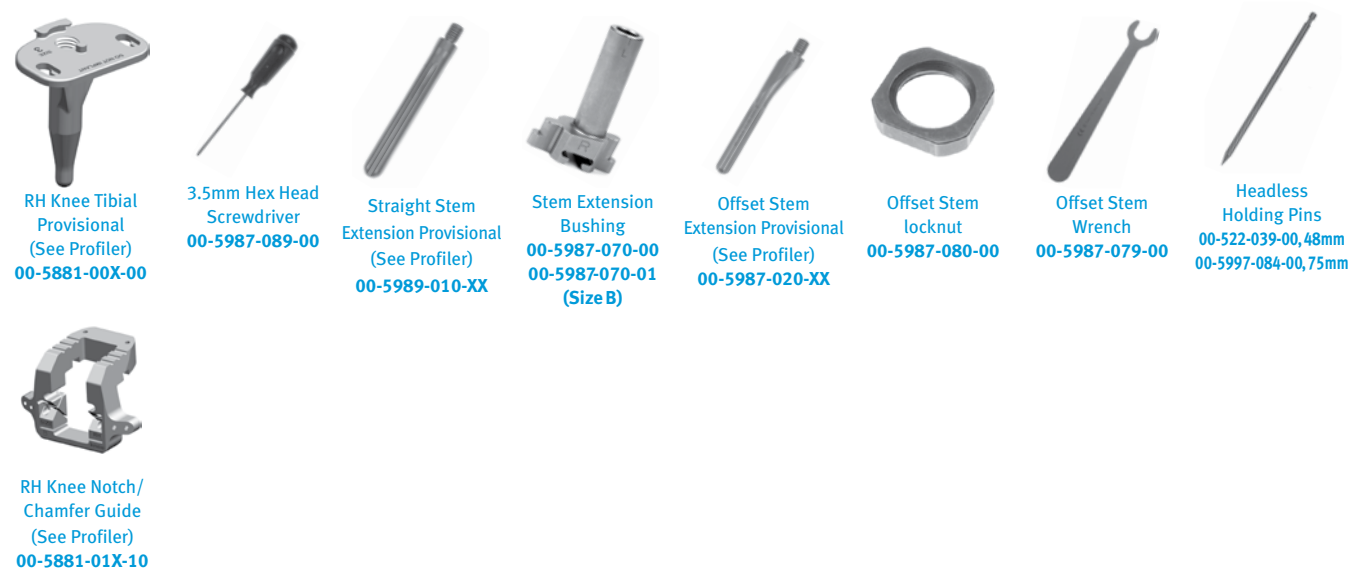 RH Knee Tibial
Provisional
(See Profiler)
00-5881-00X-00
3.5mm Hex Head
Screwdriver
00-5987-089-00
Straight Stem
Extension Provisional
(See Profiler)
00-5989-010-XX
L
R
Stem Extension
Bushing
00-5987-070-00
00-5987-070-01
(Size B)
Offset Stem
Extension Provisional
(See Profiler)
00-5987-020-XX
Offset Stem
locknut
00-5987-080-00
Offset Stem
Wrench
00-5987-079-00
Headless
Holding Pins
00-522-039-00, 48mm
00-5997-084-00, 75mm
RH Knee Notch/
Chamfer Guide
(See Profiler)
00-5881-01X-10